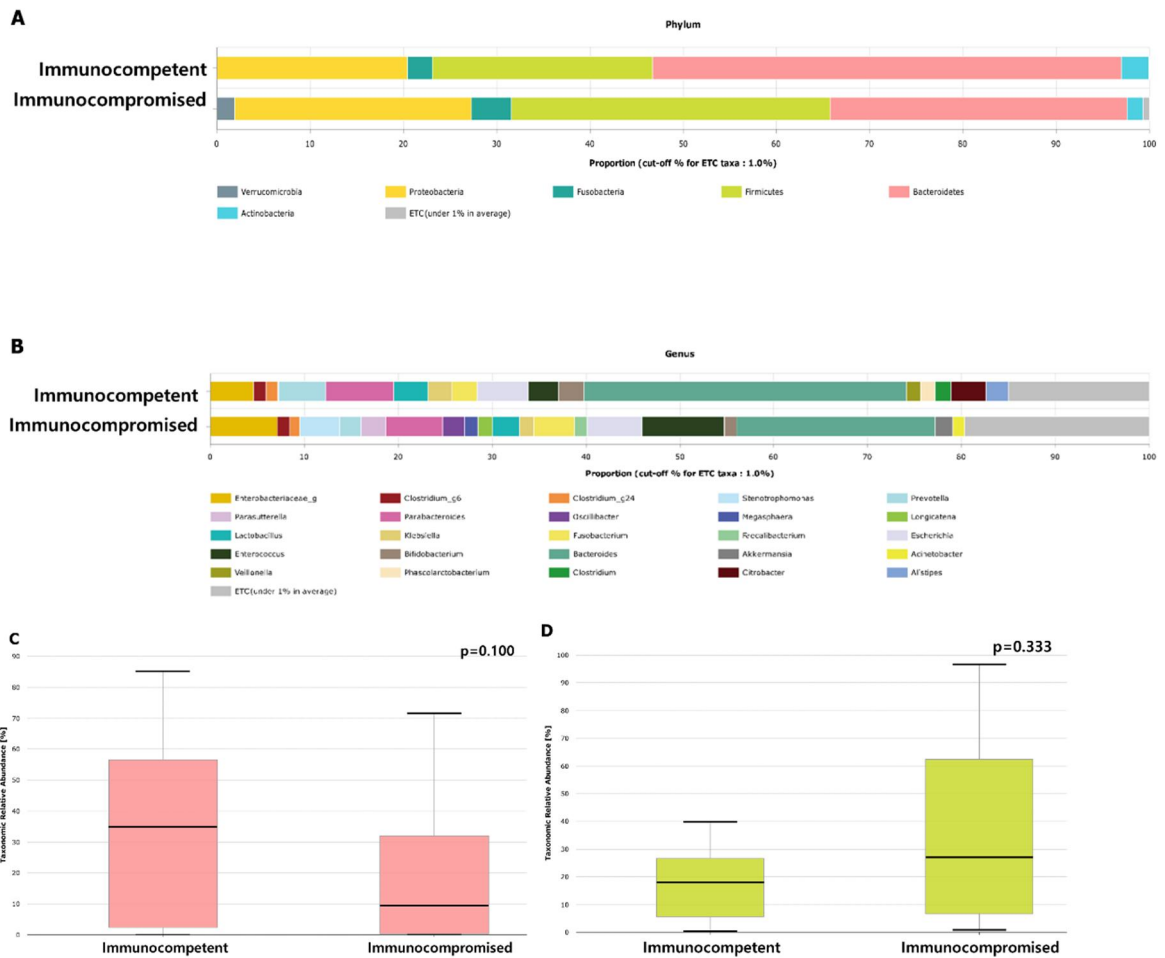 A
Phylum
Immunocompetent
Immunocompromised
0 10 20 30 40 50 60 70 80 90 100
Proportion (cut-off % for ETC taxa : 1.0%)
Verrucomicrobia Proteobacteria Fusobacteria Firmicutes Bacteroidetes
Actinobacteria ETC(under 1% in average)
B
Genus
Immunocompetent
Immunocompromised
0 10 20 30 40 50 60 70 80 90 100
Proportion (cut-off % for ETC taxa : 1.0%)
Enterobacteriaceae_g Clostridium_g6 Clostridium_g24 Stenotrophomonas Prevotella
Parasutterella Parabacteroides Oscillibacter Megasphaera Longicatena
Lactobacillus Klebsiella Fusobacterium Faecalibacterium Escherichia
Enterococcus Bifidobacterium Bacteroides Akkermansia Acinetobacter
Veillonella Phascolarctobacterium Clostridium Citrobacter Alistipes
ETC(under 1% in average)
C
p=0.100
90
80
70
60
50
40
30
20
10
0
Taxonomic Relative Abundance [%]
Immunocompetent Immunocompromised
D
p=0.333
100
90
80
70
60
50
40
30
20
10
0
Taxonomic Relative Abundance [%]
Immunocompetent Immunocompromised